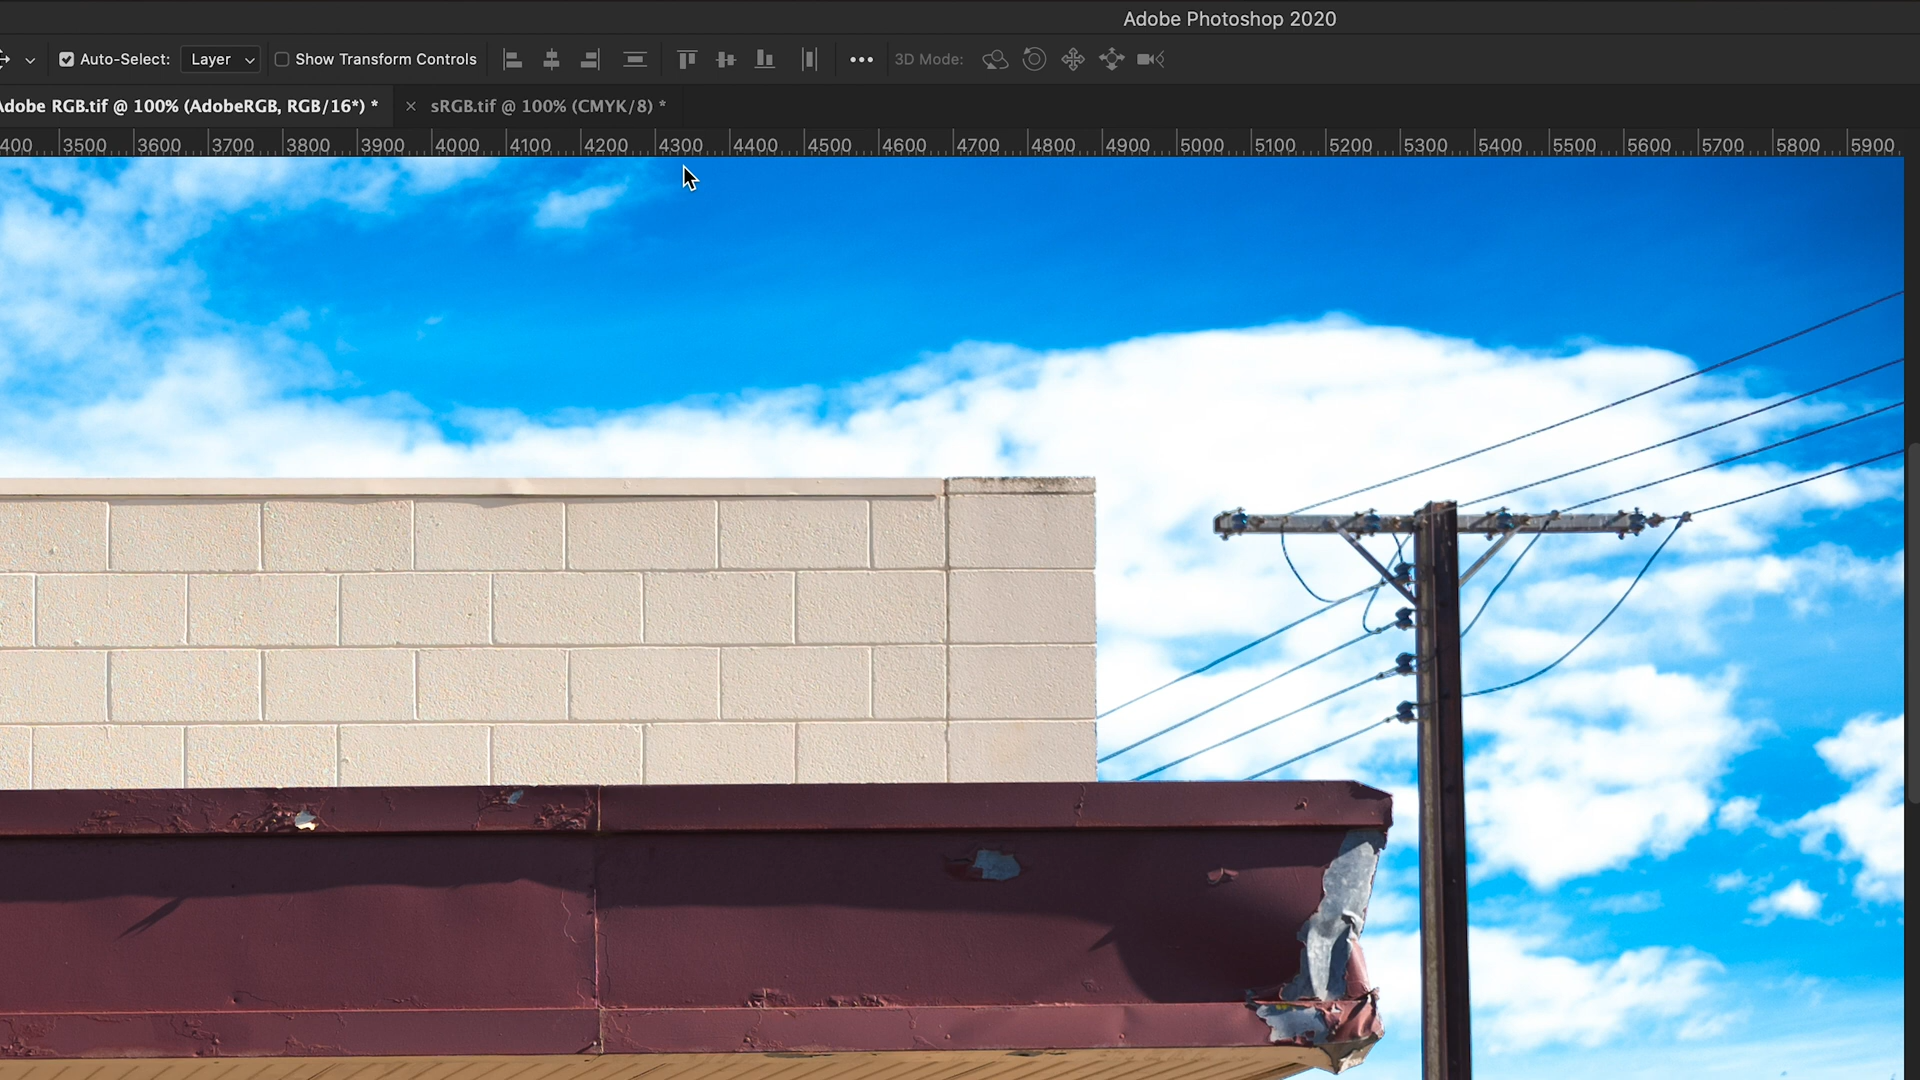 Adobe Photoshop 2020
Auto-Select: Layer Show Transform Controls 3D Mode:
Adobe RGB.tif @ 100% (AdobeRGB, RGB/16*) * × sRGB.tif @ 100% (CMYK/8) *
400 3500 3600 3700 3800 3900 4000 4100 4200 4300 4400 4500 4600 4700 4800 4900 5000 5100 5200 5300 5400 5500 5600 5700 5800 5900